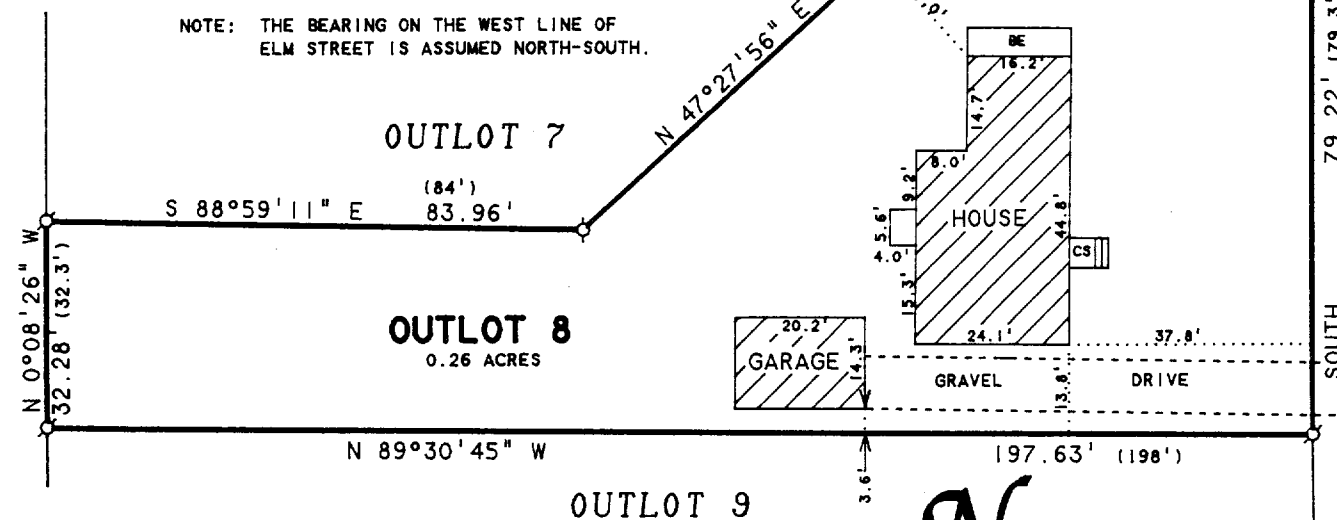 NOTE: THE BEARING ON THE WEST LINE OF
ELM STREET IS ASSUMED NORTH-SOUTH.
N 47°27'56" E
BE
16.2'
14.7'
OUTLOT 7
8.0'
9.2'
(84')
S 88°59'11" E 83.96'
HOUSE
44.8'
5.6'
4.0'
CS
15.3'
N 0°08'26" W
32.28' (32.3')
79.22' (79.3'
SOUTH
OUTLOT 8
0.26 ACRES
20.2'
GARAGE
14.3'
24.1'
37.8'
GRAVEL DRIVE
13.8'
N 89°30'45" W
197.63' (198')
3.6'
OUTLOT 9
N